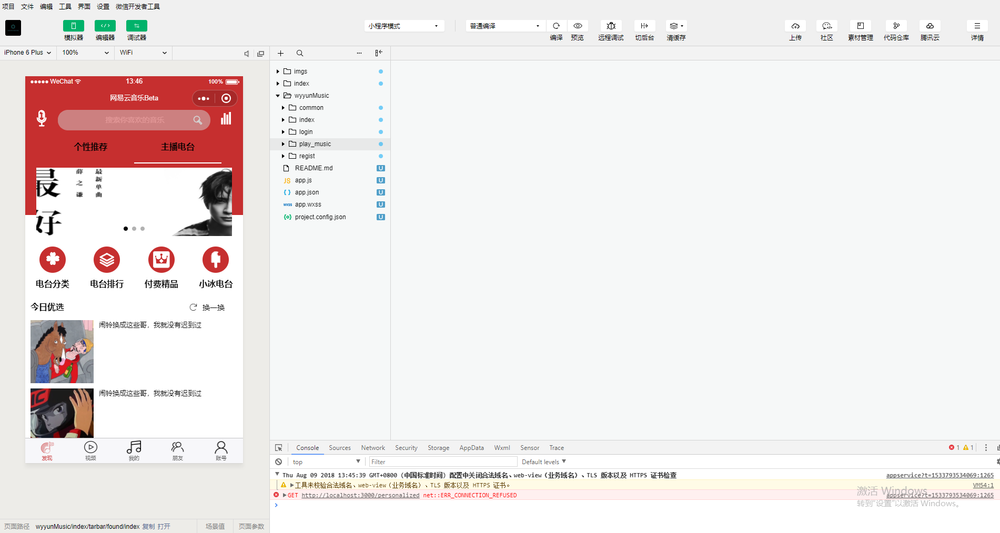 项目 文件 编辑 工具 界面 设置 微信开发者工具
模拟器 编辑器 调试器
小程序模式 普通编译
编译 预览 远程调试 切后台 清缓存
上传 社区 素材管理 代码仓库 腾讯云 详情
iPhone 6 Plus 100% WiFi
WeChat 13:46 100%
网易云音乐Beta
搜索你喜欢的音乐
个性推荐 主播电台
最好
薛之谦
最新单曲
电台分类 电台排行 付费精品 小冰电台
今日优选 换一换
闹铃换成这些哥，我就没有迟到过
闹铃换成这些哥，我就没有迟到过
发现 视频 我的 朋友 账号
页面路径 wyyunMusic/index/tarbar/found/index 复制 打开 场景值 页面参数
imgs
index
wyyunMusic
common
index
login
play_music
regist
README.md U
JS app.js U
{ } app.json U
wxss app.wxss U
project.config.json U
Console Sources Network Security Storage AppData Wxml Sensor Trace 1 1
top Filter Default levels
Thu Aug 09 2018 13:45:39 GMT+0800 (中国标准时间) 配置中关闭合法域名、web-view（业务域名）、TLS 版本以及 HTTPS 证书检查 appservice?t=1533793534069:1265
工具未校验合法域名、web-view（业务域名）、TLS 版本以及 HTTPS 证书。 VM54:1
GET http://localhost:3000/personalized net::ERR_CONNECTION_REFUSED appservice?t=1533793534069:1265
激活 Windows
转到“设置”以激活 Windows。